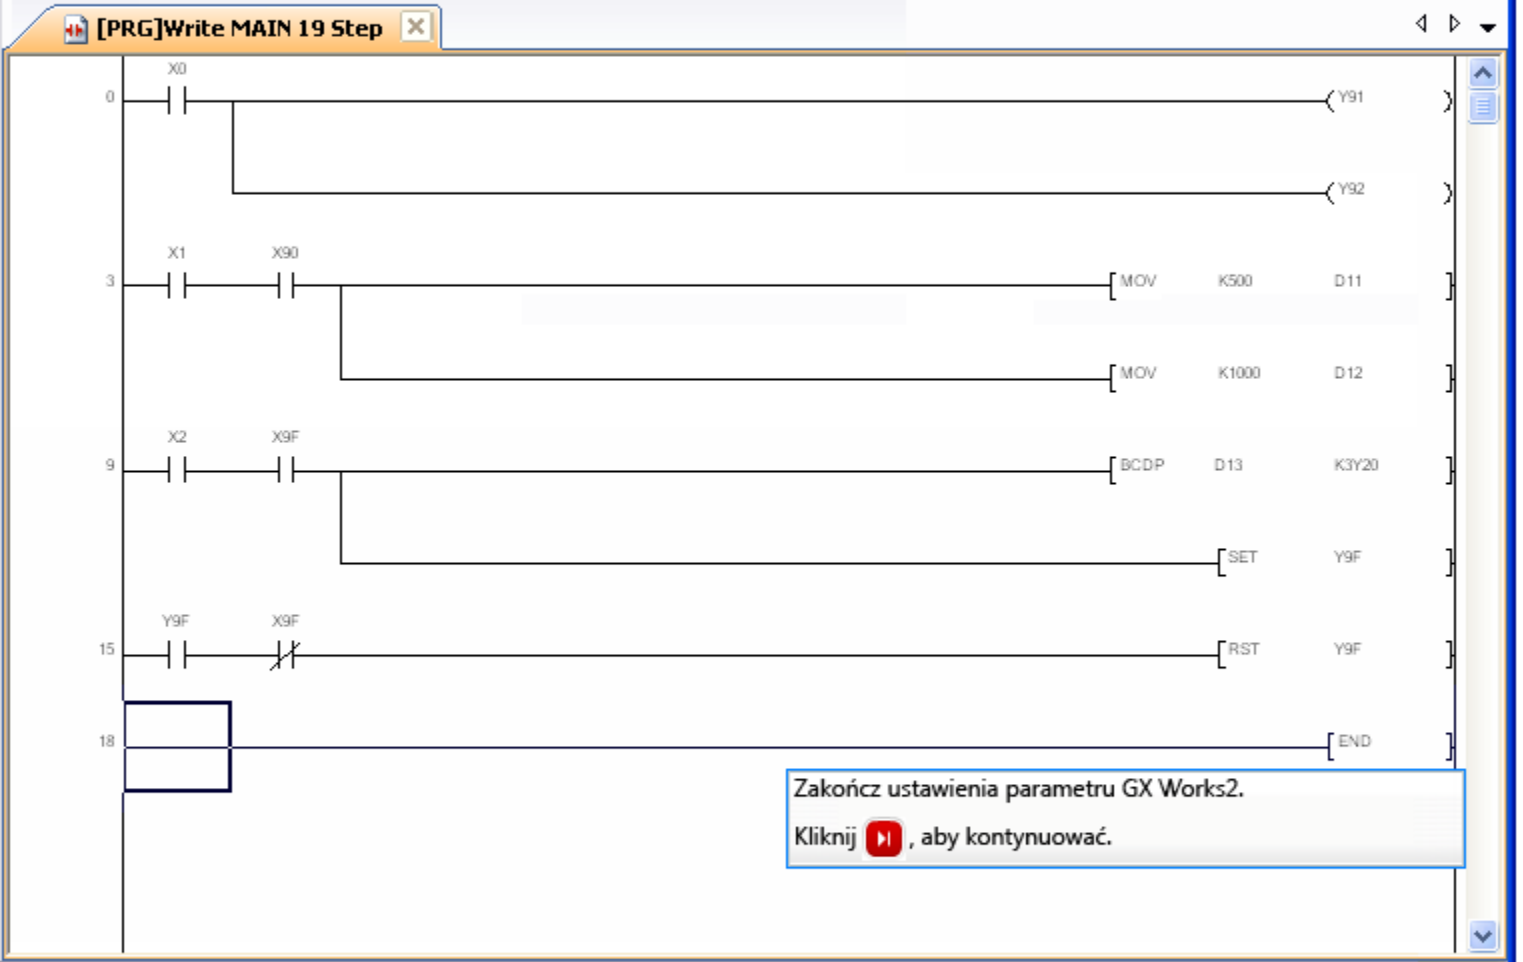 [PRG]Write MAIN 19 Step
X0
0 Y91
Y92
X1 X90
3 MOV K500 D11
MOV K1000 D12
X2 X9F
9 BCDP D13 K3Y20
SET Y9F
Y9F X9F
15 RST Y9F
18 END
Zakończ ustawienia parametru GX Works2.
Kliknij , aby kontynuować.